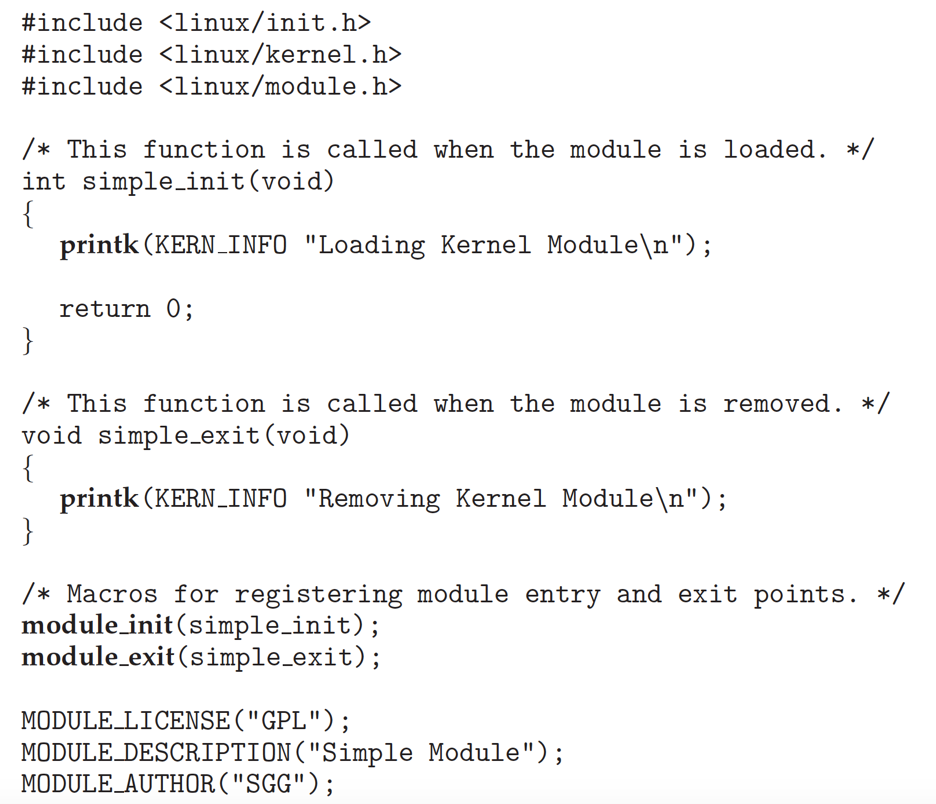 #include <linux/init.h>
#include <linux/kernel.h>
#include <linux/module.h>
/* This function is called when the module is loaded. */
int simple_init(void)
{
printk(KERN_INFO "Loading Kernel Module\n");
return 0;
}
/* This function is called when the module is removed. */
void simple_exit(void)
{
printk(KERN_INFO "Removing Kernel Module\n");
}
/* Macros for registering module entry and exit points. */
module_init(simple_init);
module_exit(simple_exit);
MODULE_LICENSE("GPL");
MODULE_DESCRIPTION("Simple Module");
MODULE_AUTHOR("SGG");